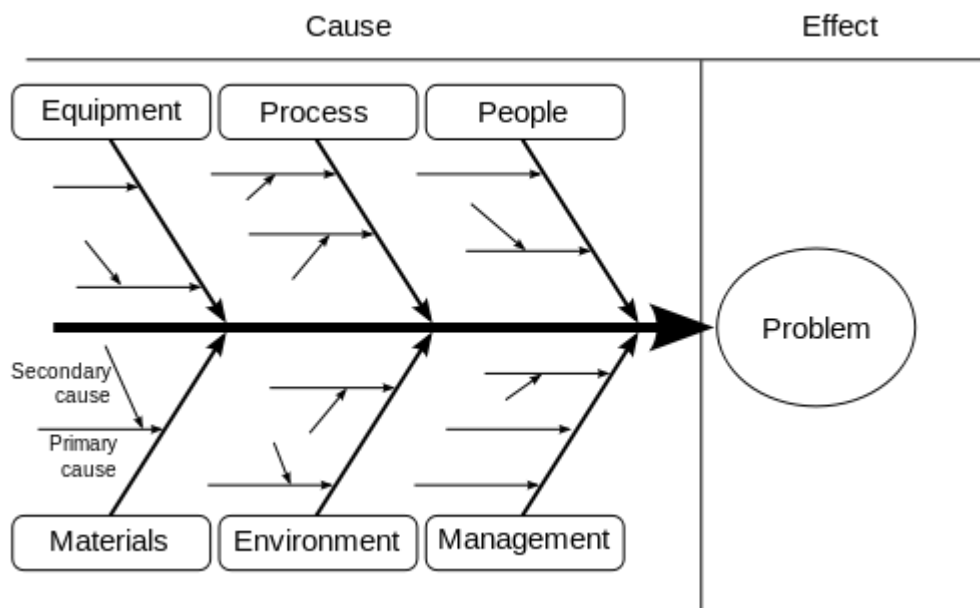 Cause
Effect
Equipment
Process
People
Problem
Secondary
cause
Primary
cause
Materials
Environment
Management